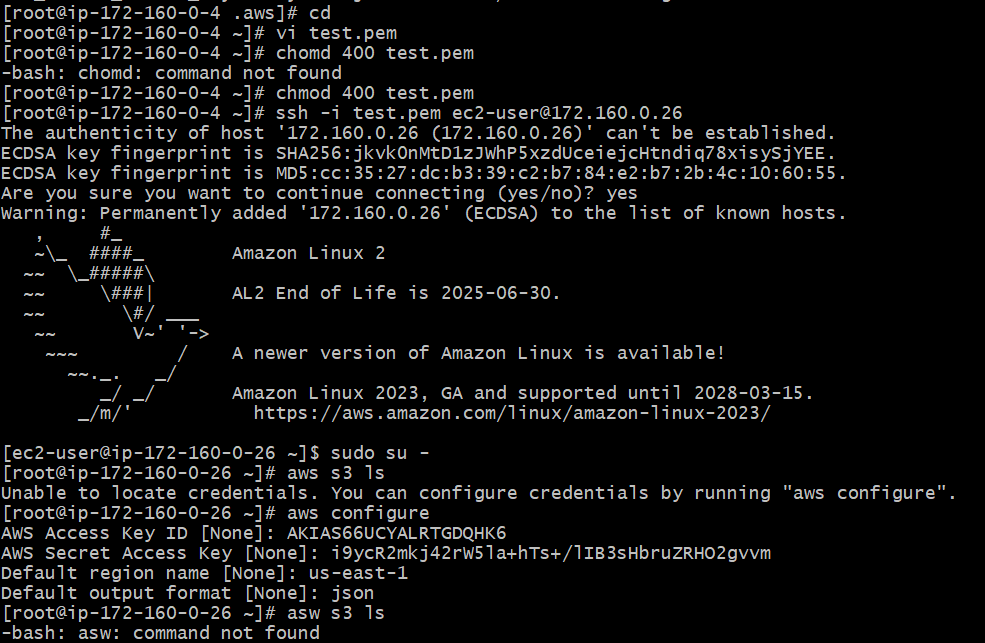 [root@ip-172-160-0-4 .aws]# cd
[root@ip-172-160-0-4 ~]# vi test.pem
[root@ip-172-160-0-4 ~]# chomd 400 test.pem
-bash: chomd: command not found
[root@ip-172-160-0-4 ~]# chmod 400 test.pem
[root@ip-172-160-0-4 ~]# ssh -i test.pem ec2-user@172.160.0.26
The authenticity of host '172.160.0.26 (172.160.0.26)' can't be established.
ECDSA key fingerprint is SHA256:jkvkOnMtD1zJWhP5xzdUceiejcHtndiq78xisySjYEE.
ECDSA key fingerprint is MD5:cc:35:27:dc:b3:39:c2:b7:84:e2:b7:2b:4c:10:60:55.
Are you sure you want to continue connecting (yes/no)? yes
Warning: Permanently added '172.160.0.26' (ECDSA) to the list of known hosts.
   ,     #_
   ~\_  ####_        Amazon Linux 2
  ~~  \_#####\
  ~~     \###|       AL2 End of Life is 2025-06-30.
  ~~       \#/ ___
   ~~       V~' '->
    ~~~         /    A newer version of Amazon Linux is available!
      ~~._.   _/
         _/ _/       Amazon Linux 2023, GA and supported until 2028-03-15.
       _/m/'           https://aws.amazon.com/linux/amazon-linux-2023/
[ec2-user@ip-172-160-0-26 ~]$ sudo su -
[root@ip-172-160-0-26 ~]# aws s3 ls
Unable to locate credentials. You can configure credentials by running "aws configure".
[root@ip-172-160-0-26 ~]# aws configure
AWS Access Key ID [None]: AKIAS66UCYALRTGDQHK6
AWS Secret Access Key [None]: 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
Default region name [None]: us-east-1
Default output format [None]: json
[root@ip-172-160-0-26 ~]# asw s3 ls
-bash: asw: command not found